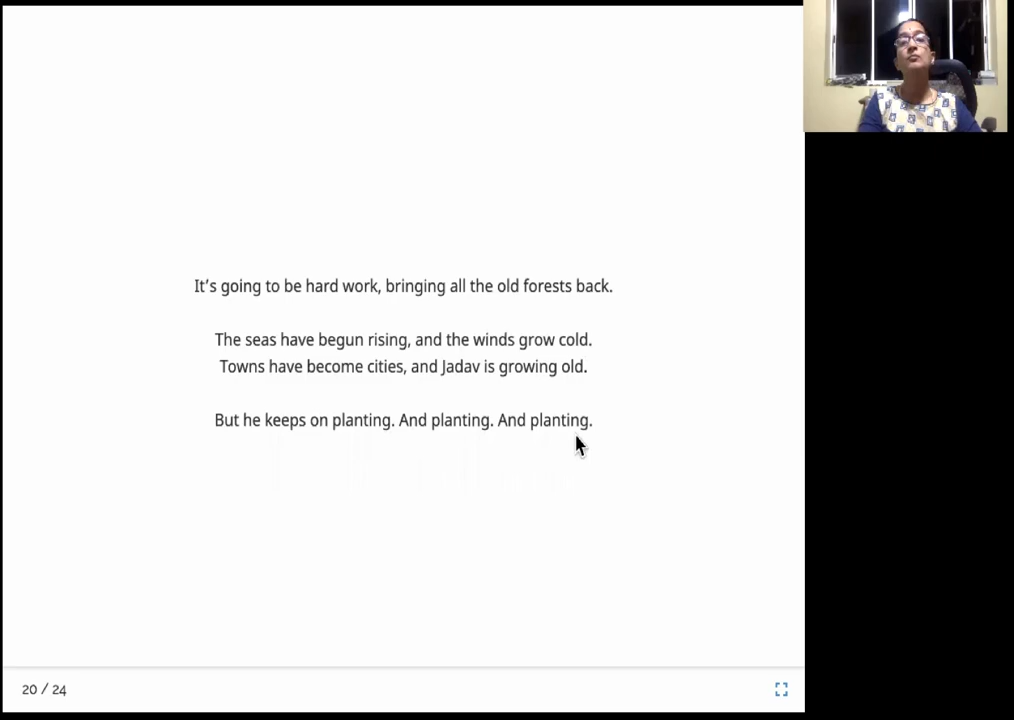 It's going to be hard work, bringing all the old forests back.
The seas have begun rising, and the winds grow cold.
Towns have become cities, and Jadav is growing old.
But he keeps on planting. And planting. And planting.
20 / 24